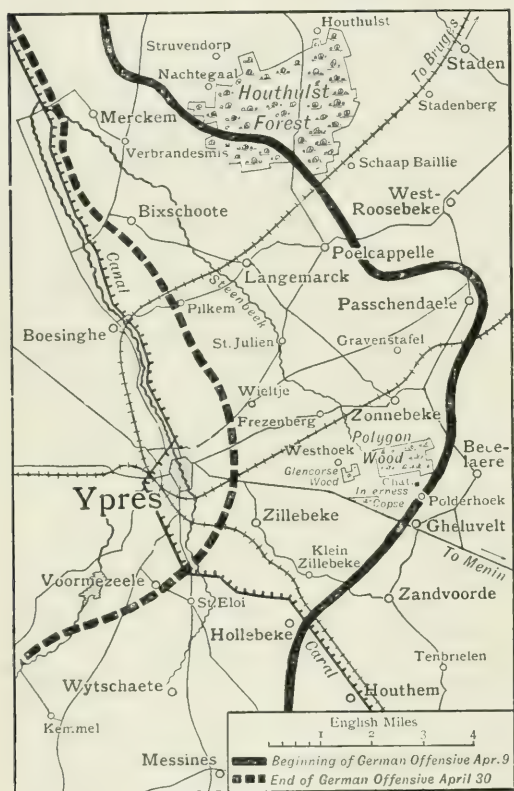 Houthulst
Struvendorp
To Bruges
Staden
Nachtegaal
Houthulst
Forest
Stadenberg
Merckem
Verbrandesmis
Schaap Baillie
West-
Roosebeke
Bixschoote
Poelcappelle
Langemarck
Canal
Steenbeek
Passchendaele
Pilkem
Boesinghe
St. Julien
Gravenstafel
Wieltje
Frezenberg
Zonnebeke
Polygon
Wood
Westhoek
Glencorse
Wood
Chat.
Inverness
Copse
Becelaere
Polderhoek
Ypres
Zillebeke
Gheluvelt
Klein
Zillebeke
To Menin
Voormezeele
St. Eloi
Zandvoorde
Hollebeke
Canal
Tenbrielen
Wytschaete
Houthem
Kemmel
Messines
English Miles
1 2 3 4
Beginning of German Offensive Apr. 9
End of German Offensive April 30